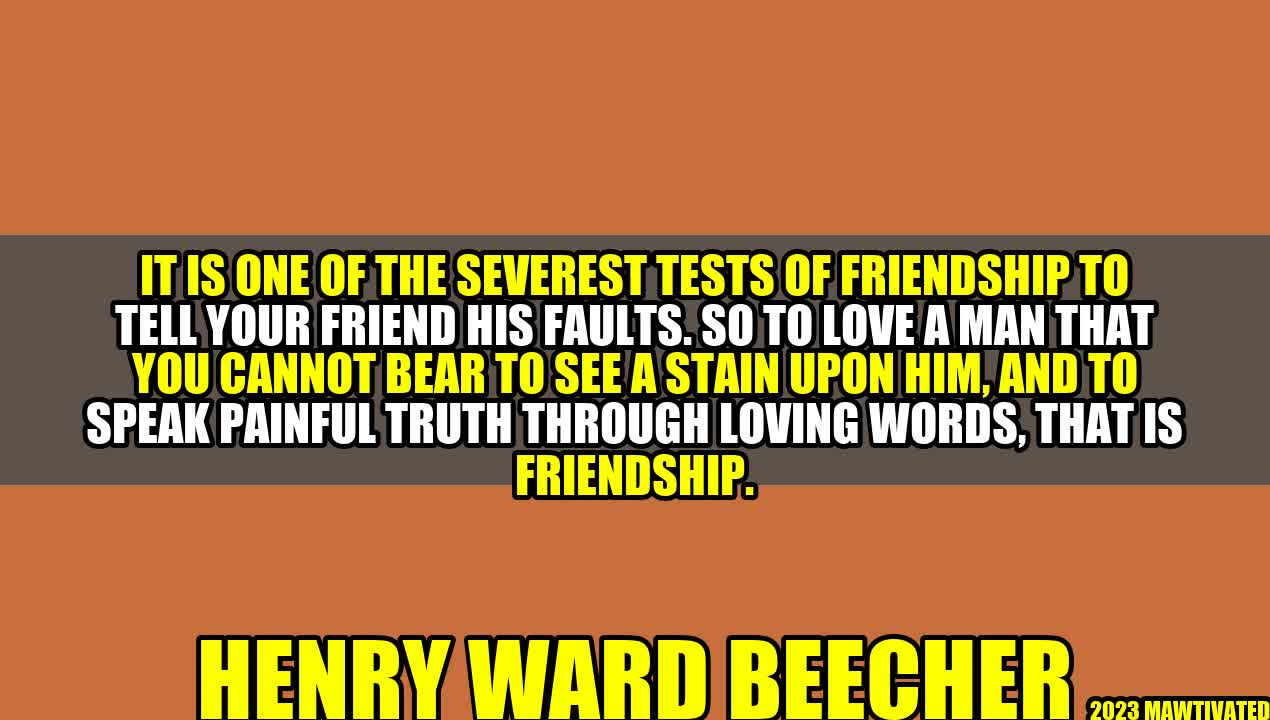 IT IS ONE OF THE SEVEREST TESTS OF FRIENDSHIP TO
TELL YOUR FRIEND HIS FAULTS. SO TO LOVE A MAN THAT
YOU CANNOT BEAR TO SEE A STAIN UPON HIM, AND TO
SPEAK PAINFUL TRUTH THROUGH LOVING WORDS, THAT IS
FRIENDSHIP.
HENRY WARD BEECHER
2023 MAWTIVATED